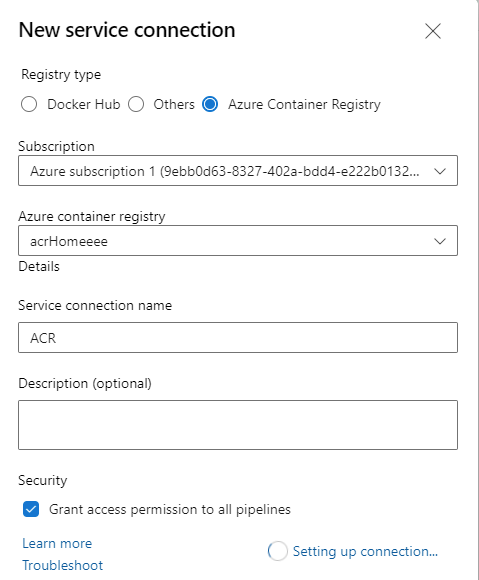 New service connection
Registry type
Docker Hub Others Azure Container Registry
Subscription
Azure subscription 1 (9ebb0d63-8327-402a-bdd4-e222b0132...
Azure container registry
acrHomeeee
Details
Service connection name
ACR
Description (optional)
Security
Grant access permission to all pipelines
Learn more
Setting up connection...
Troubleshoot